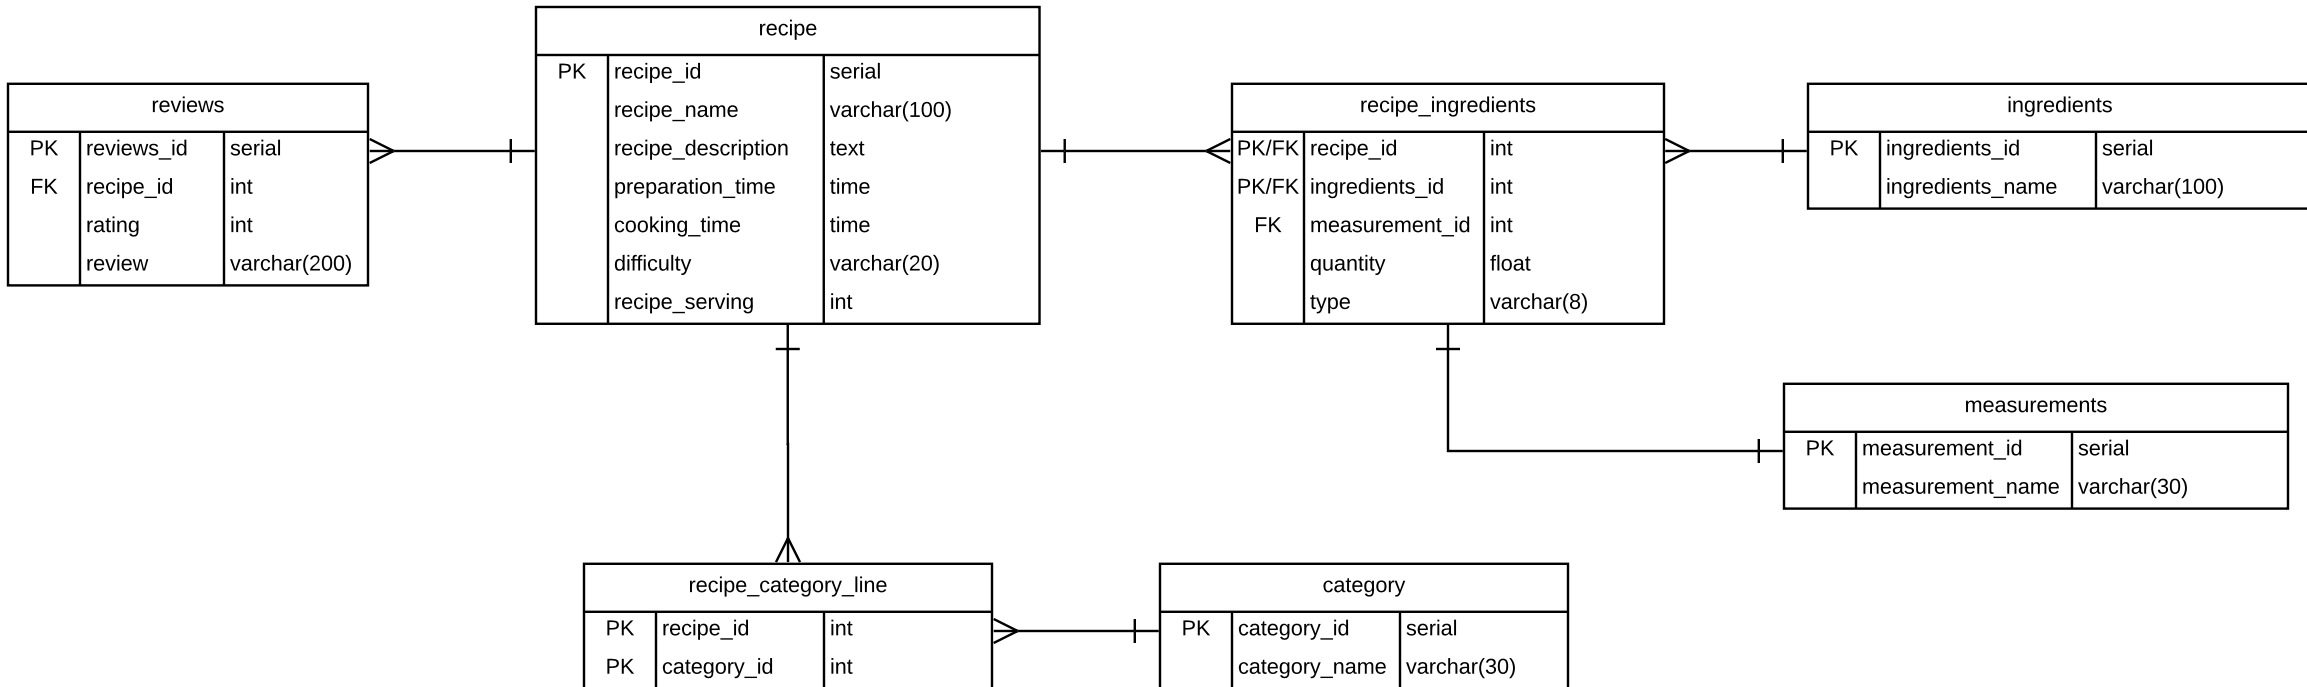 recipe
PK recipe_id serial
recipe_name varchar(100)
recipe_description text
preparation_time time
cooking_time time
difficulty varchar(20)
recipe_serving int
reviews
PK reviews_id serial
FK recipe_id int
rating int
review varchar(200)
recipe_ingredients
PK/FK recipe_id int
PK/FK ingredients_id int
FK measurement_id int
quantity float
type varchar(8)
ingredients
PK ingredients_id serial
ingredients_name varchar(100)
measurements
PK measurement_id serial
measurement_name varchar(30)
recipe_category_line
PK recipe_id int
PK category_id int
category
PK category_id serial
category_name varchar(30)